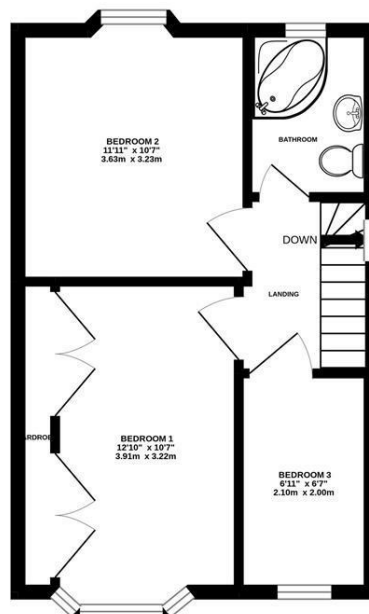 BEDROOM 2
11'11" x 10'7"
3.63m x 3.23m
BATHROOM
DOWN
LANDING
ARDROE
BEDROOM 1
12'10" x 10'7"
3.91m x 3.22m
BEDROOM 3
6'11" x 6'7"
2.10m x 2.00m